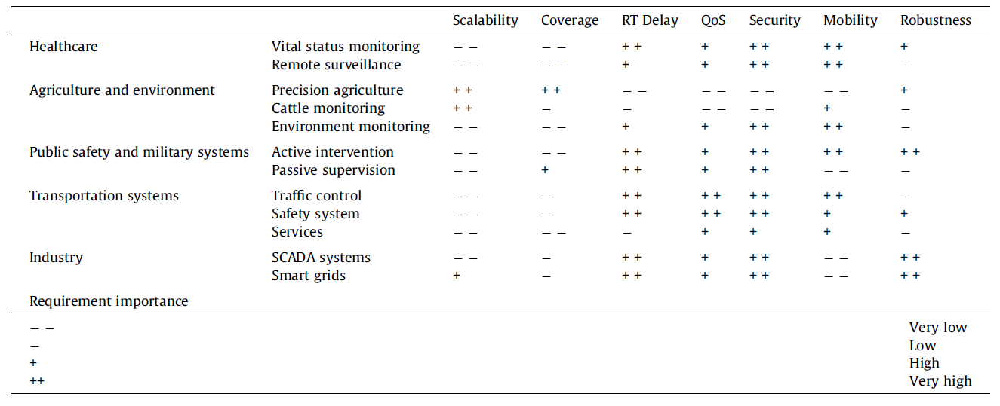 Scalability Coverage RT Delay QoS Security Mobility Robustness
Healthcare Vital status monitoring − − − − + + + + + + + +
Remote surveillance − − − − + + + + + + −
Agriculture and environment Precision agriculture + + + + − − − − − − − − +
Cattle monitoring + + − − − − − − + −
Environment monitoring − − − − + + + + + + −
Public safety and military systems Active intervention − − − − + + + + + + + + +
Passive supervision − − + + + + + + − − −
Transportation systems Traffic control − − − + + + + + + + + −
Safety system − − − + + + + + + + +
Services − − − − − + + + −
Industry SCADA systems − − − + + + + + − − + +
Smart grids + − + + + + + − − + +
Requirement importance
− − Very low
− Low
+ High
++ Very high